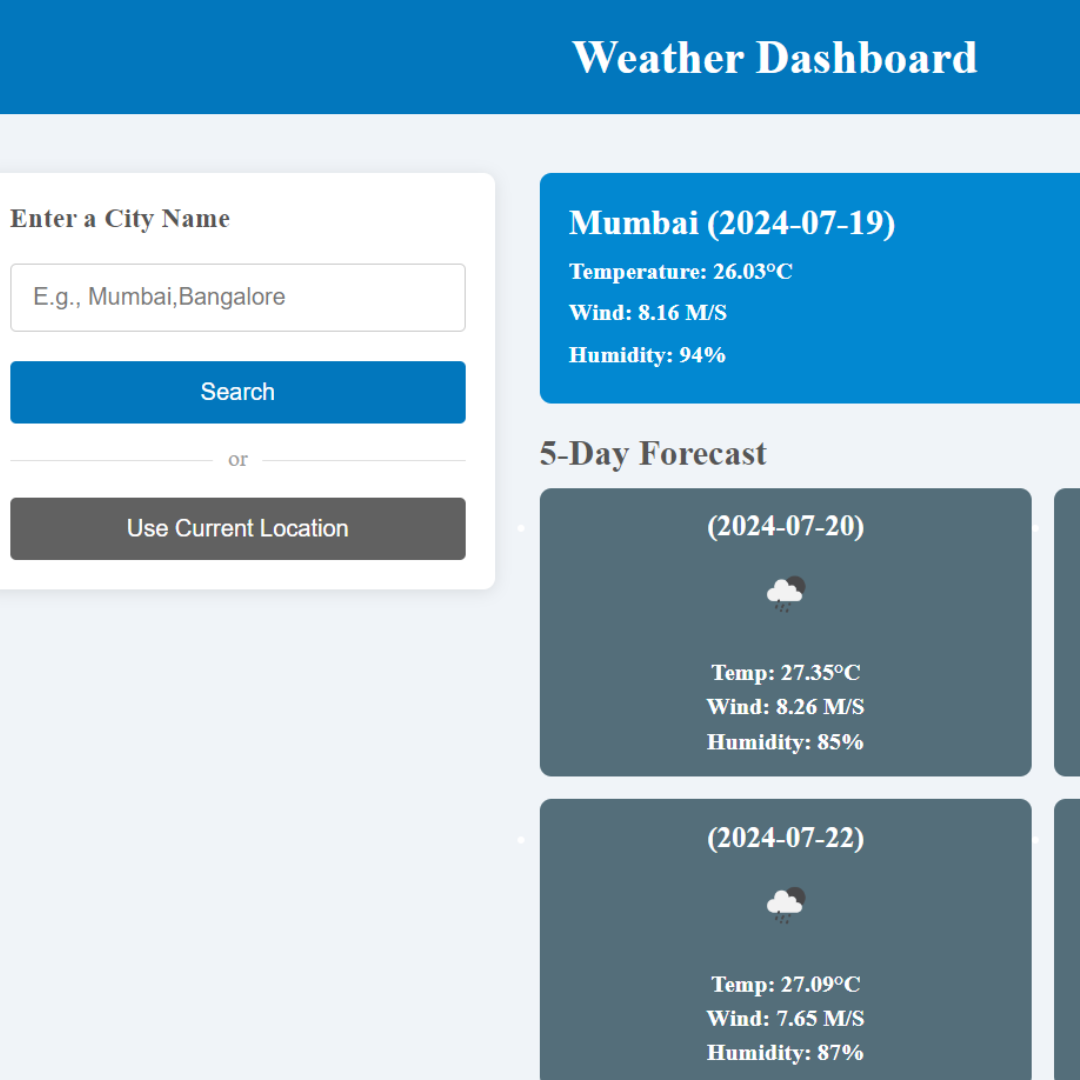 Weather Dashboard
Enter a City Name
E.g., Mumbai,Bangalore
Search
or
Use Current Location
Mumbai (2024-07-19)
Temperature: 26.03°C
Wind: 8.16 M/S
Humidity: 94%
5-Day Forecast
(2024-07-20)
Temp: 27.35°C
Wind: 8.26 M/S
Humidity: 85%
(2024-07-22)
Temp: 27.09°C
Wind: 7.65 M/S
Humidity: 87%